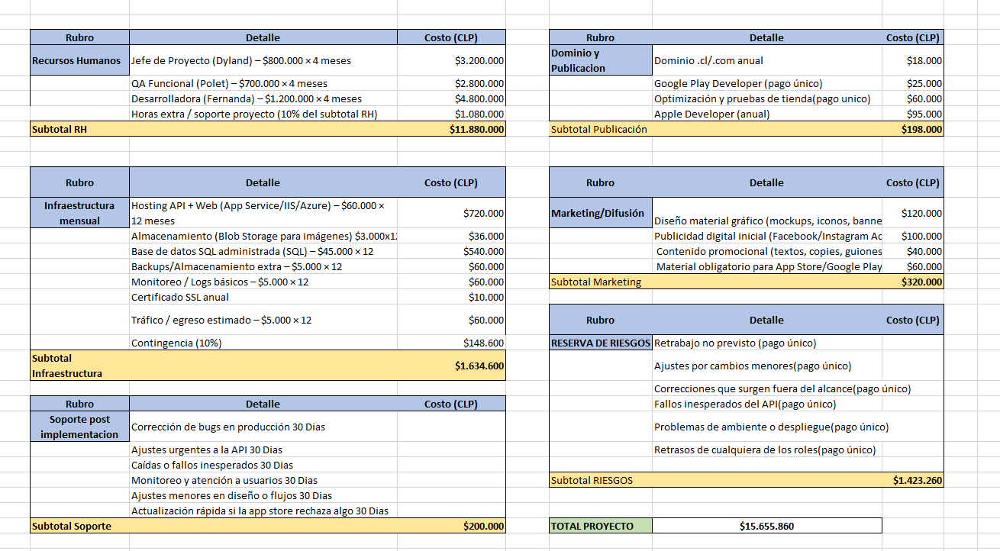 Rubro Detalle Costo (CLP)
Recursos Humanos Jefe de Proyecto (Dyland) – $800.000 × 4 meses $3.200.000
QA Funcional (Polet) – $700.000 × 4 meses $2.800.000
Desarrolladora (Fernanda) – $1.200.000 × 4 meses $4.800.000
Horas extra / soporte proyecto (10% del subtotal RH) $1.080.000
Subtotal RH $11.880.000
Rubro Detalle Costo (CLP)
Dominio y
Publicacion Dominio .cl/.com anual $18.000
Google Play Developer (pago único) $25.000
Optimización y pruebas de tienda(pago unico) $60.000
Apple Developer (anual) $95.000
Subtotal Publicación $198.000
Rubro Detalle Costo (CLP)
Infraestructura
mensual
Hosting API + Web (App Service/IIS/Azure) – $60.000 ×
12 meses $720.000
Almacenamiento (Blob Storage para imágenes) $3.000x1 $36.000
Base de datos SQL administrada (SQL) – $45.000 × 12 $540.000
Backups/Almacenamiento extra – $5.000 × 12 $60.000
Monitoreo / Logs básicos – $5.000 × 12 $60.000
Certificado SSL anual $10.000
Tráfico / egreso estimado – $5.000 × 12 $60.000
Contingencia (10%) $148.600
Subtotal
Infraestructura $1.634.600
Rubro Detalle Costo (CLP)
Marketing/Difusión Diseño material gráfico (mockups, iconos, banne $120.000
Publicidad digital inicial (Facebook/Instagram Ad $100.000
Contenido promocional (textos, copies, guiones $40.000
Material obligatorio para App Store/Google Play $60.000
Subtotal Marketing $320.000
Rubro Detalle Costo (CLP)
Soporte post
implementacion Corrección de bugs en producción 30 Dias
Ajustes urgentes a la API 30 Dias
Caídas o fallos inesperados 30 Dias
Monitoreo y atención a usuarios 30 Dias
Ajustes menores en diseño o flujos 30 Dias
Actualización rápida si la app store rechaza algo 30 Dias
Subtotal Soporte $200.000
Rubro Detalle Costo (CLP)
RESERVA DE RIESGOS Retrabajo no previsto (pago único)
Ajustes por cambios menores(pago único)
Correcciones que surgen fuera del alcance(pago único)
Fallos inesperados del API(pago único)
Problemas de ambiente o despliegue(pago único)
Retrasos de cualquiera de los roles(pago único)
Subtotal RIESGOS $1.423.260
TOTAL PROYECTO $15.655.860